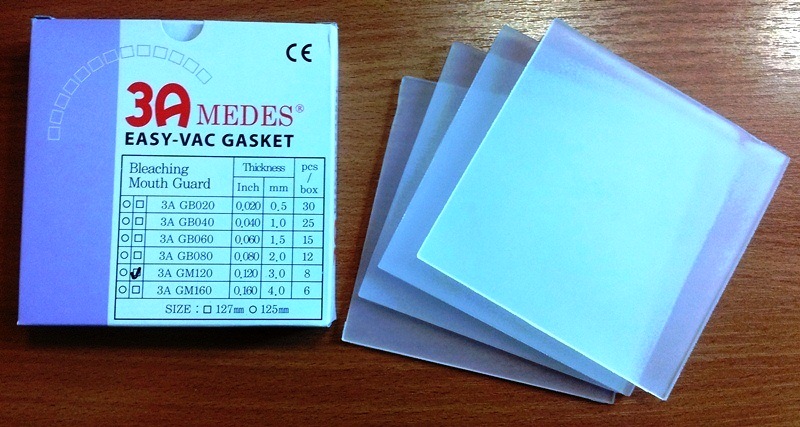 CE
3A MEDES®
EASY-VAC GASKET
Bleaching Mouth Guard Thickness pcs / box
Inch mm
○ □ 3A GB020 0.020 0.5 30
○ □ 3A GB040 0.040 1.0 25
○ □ 3A GB060 0.060 1.5 15
○ □ 3A GB080 0.080 2.0 12
○ ☑ 3A GM120 0.120 3.0 8
○ □ 3A GM160 0.160 4.0 6
SIZE : □ 127mm ○ 125mm